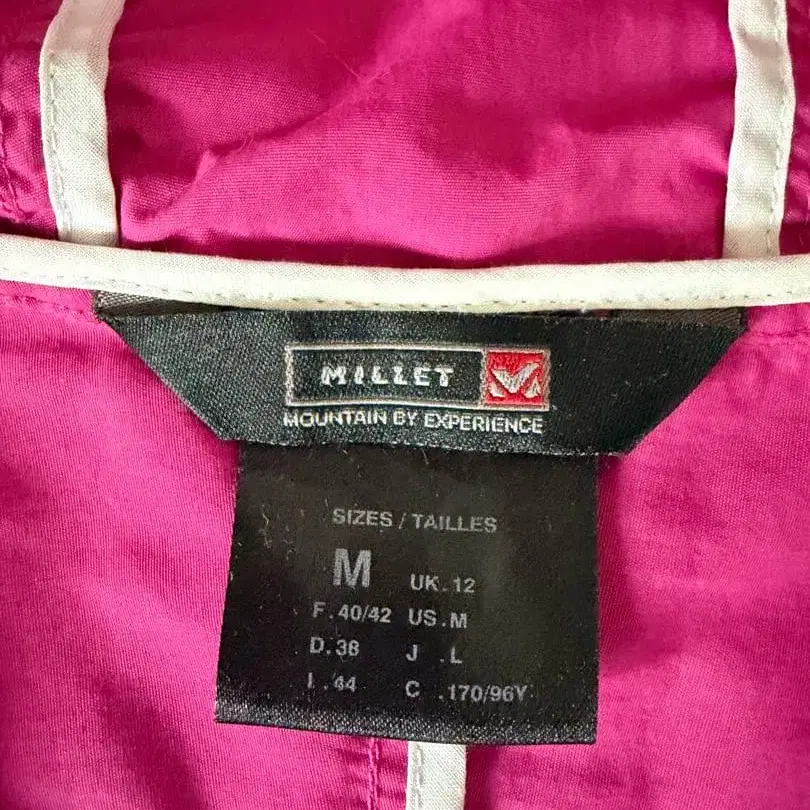 MILLET
MOUNTAIN BY EXPERIENCE
SIZES / TAILLES
M UK.12
F.40/42 US.M
D.38 J .L
I.44 C .170/96Y